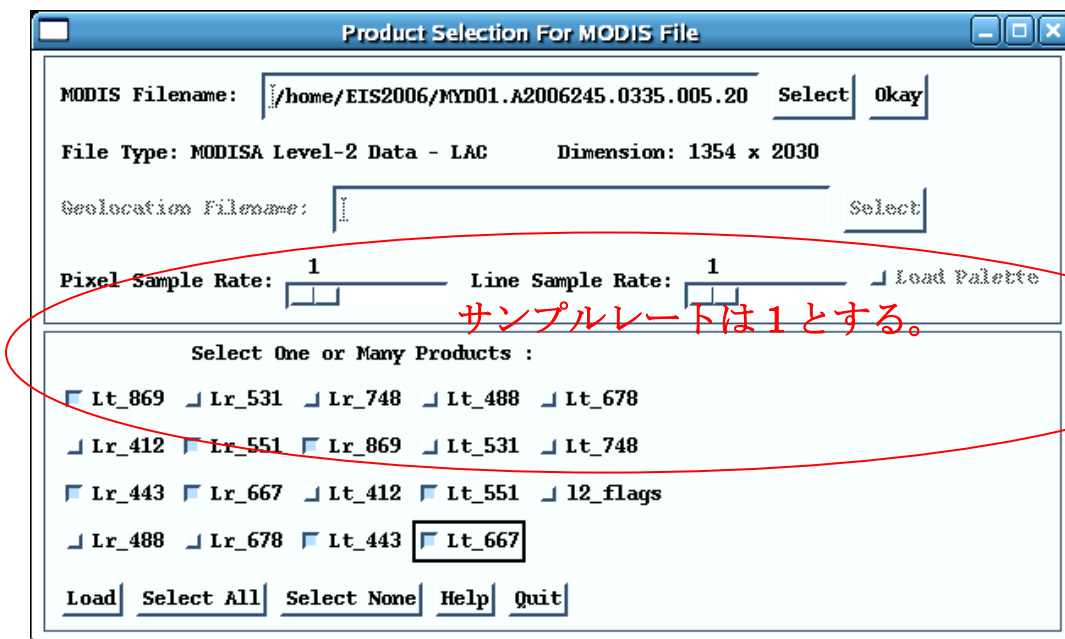 Product Selection For MODIS File
MODIS Filename: /home/EIS2006/MYD01.A2006245.0335.005.20 Select Okay
File Type: MODISA Level-2 Data - LAC Dimension: 1354 x 2030
Geolocation Filename: Select
Pixel Sample Rate: 1 Line Sample Rate: 1 Load Palette
サンプルレートは１とする。
Select One or Many Products :
Lt_869 Lr_531 Lr_748 Lt_488 Lt_678
Lr_412 Lr_551 Lr_869 Lt_531 Lt_748
Lr_443 Lr_667 Lt_412 Lt_551 l2_flags
Lr_488 Lr_678 Lt_443 Lt_667
Load Select All Select None Help Quit